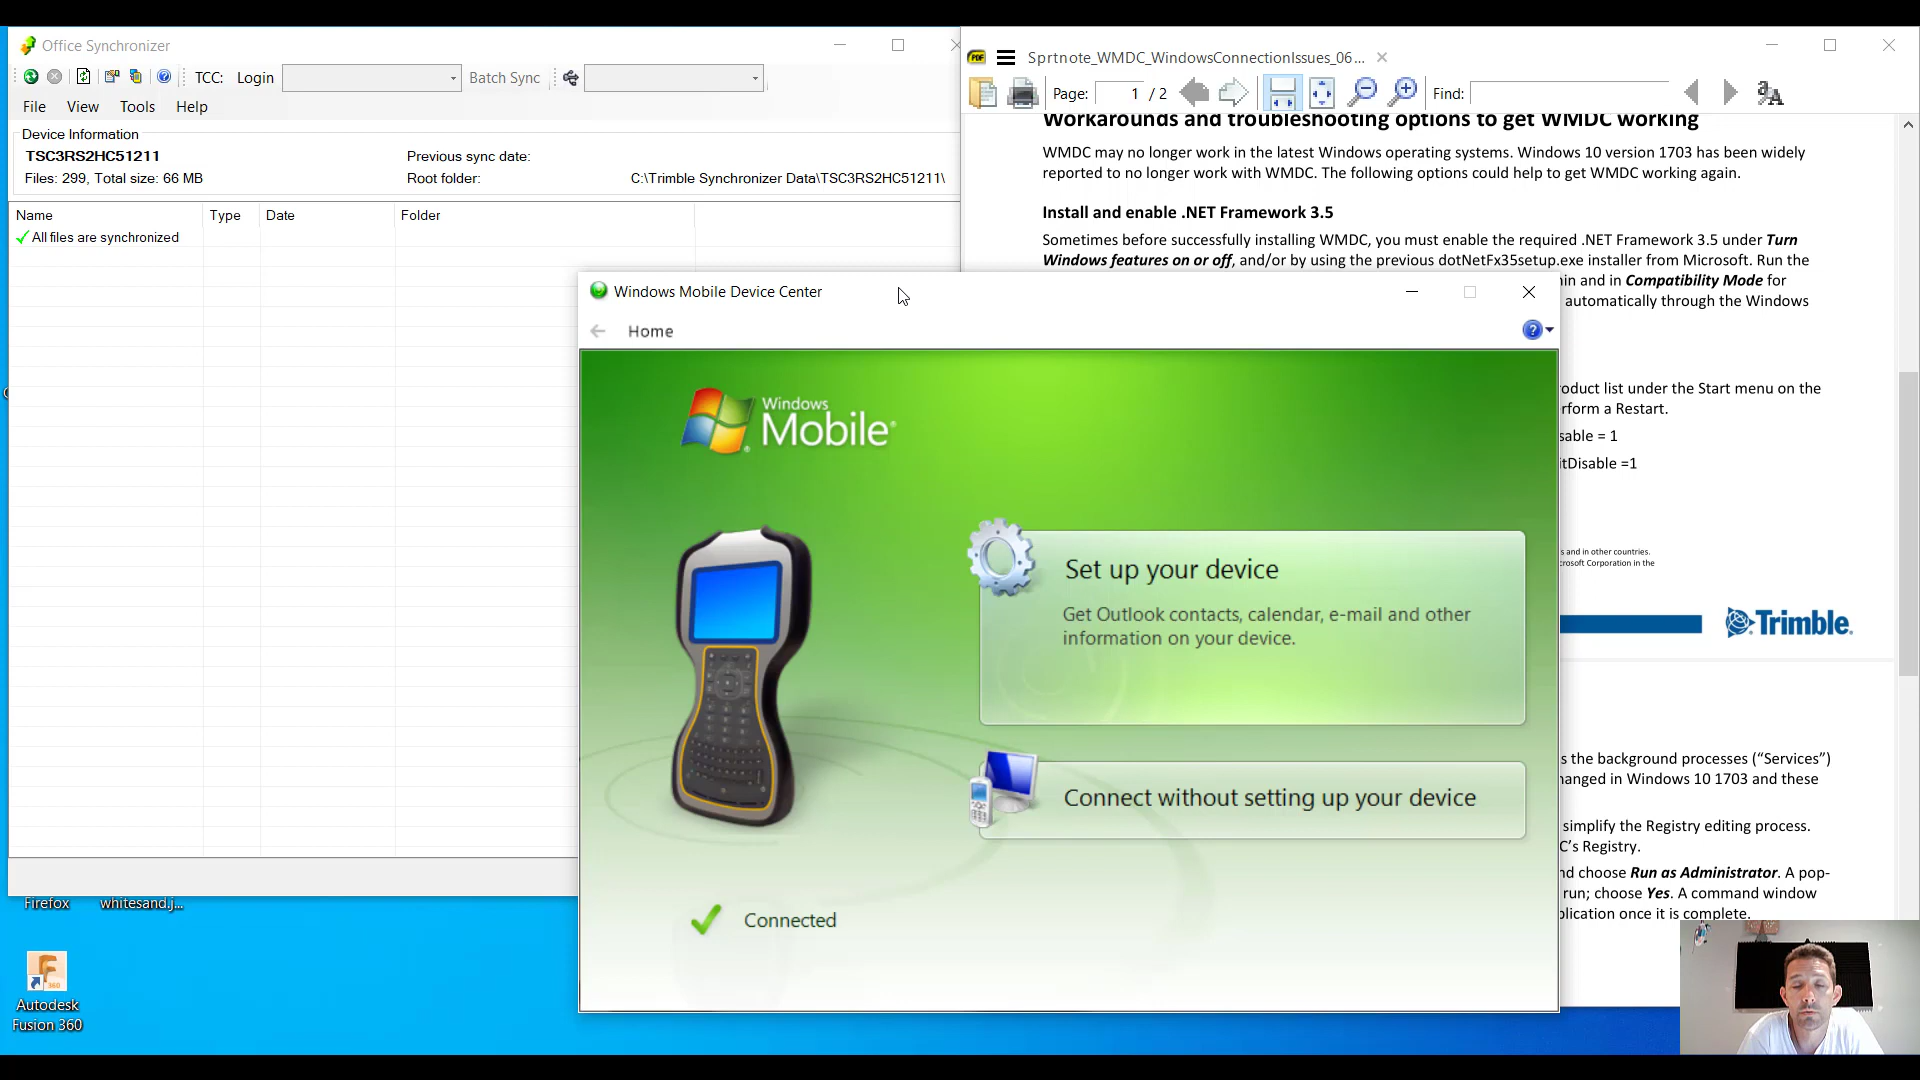 Office Synchronizer
TCC: Login
Batch Sync
File View Tools Help
Device Information
TSC3RS2HC51211
Previous sync date:
Files: 299, Total size: 66 MB
Root folder:
C:\Trimble Synchronizer Data\TSC3RS2HC51211\
Name Type Date Folder
All files are synchronized
Sprtnote_WMDC_WindowsConnectionIssues_06...
Page: 1 / 2
Find:
Workarounds and troubleshooting options to get WMDC working
WMDC may no longer work in the latest Windows operating systems. Windows 10 version 1703 has been widely
reported to no longer work with WMDC. The following options could help to get WMDC working again.
Install and enable .NET Framework 3.5
Sometimes before successfully installing WMDC, you must enable the required .NET Framework 3.5 under Turn
Windows features on or off, and/or by using the previous dotNetFx35setup.exe installer from Microsoft. Run the
in and in Compatibility Mode for
automatically through the Windows
oduct list under the Start menu on the
rform a Restart.
sable = 1
itDisable =1
s and in other countries.
crosoft Corporation in the
Trimble.
s the background processes (“Services”)
hanged in Windows 10 1703 and these
simplify the Registry editing process.
C’s Registry.
nd choose Run as Administrator. A pop-
run; choose Yes. A command window
plication once it is complete.
Windows Mobile Device Center
Home
Windows
Mobile
Set up your device
Get Outlook contacts, calendar, e-mail and other
information on your device.
Connect without setting up your device
Connected
Firefox
whitesand.j...
Autodesk
Fusion 360